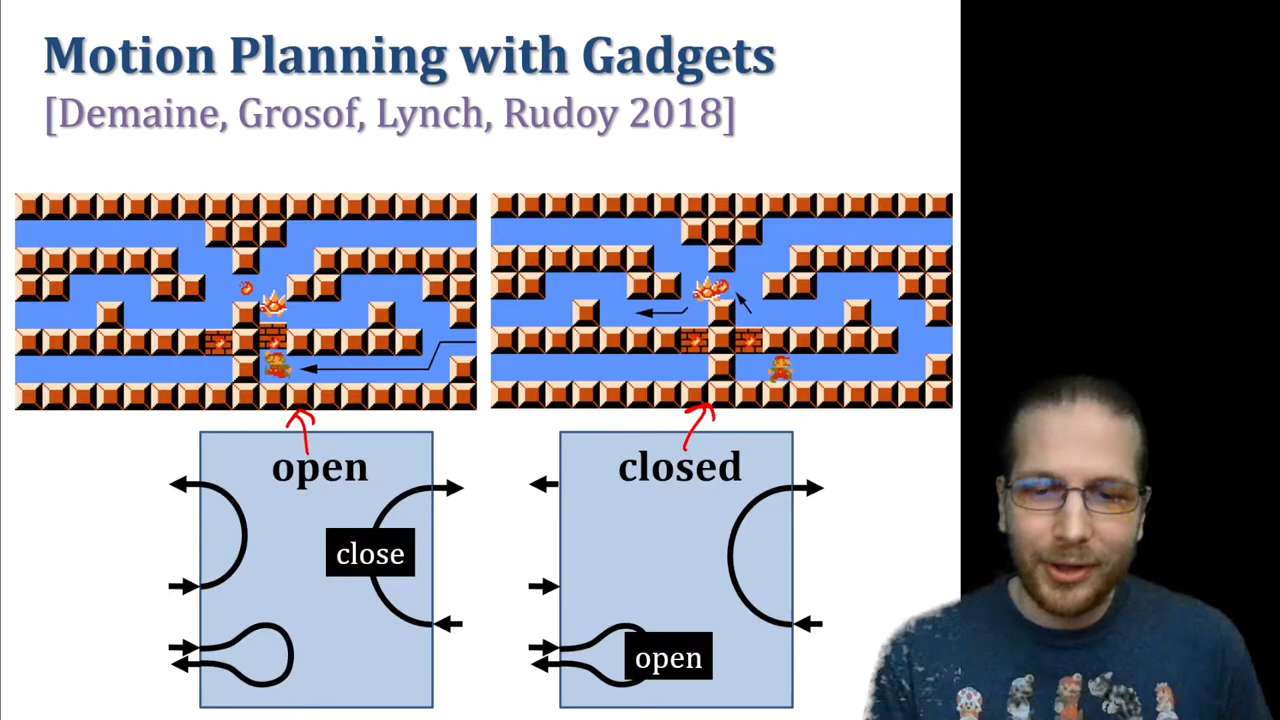 Motion Planning with Gadgets
[Demaine, Grosof, Lynch, Rudoy 2018]
open
closed
close
open